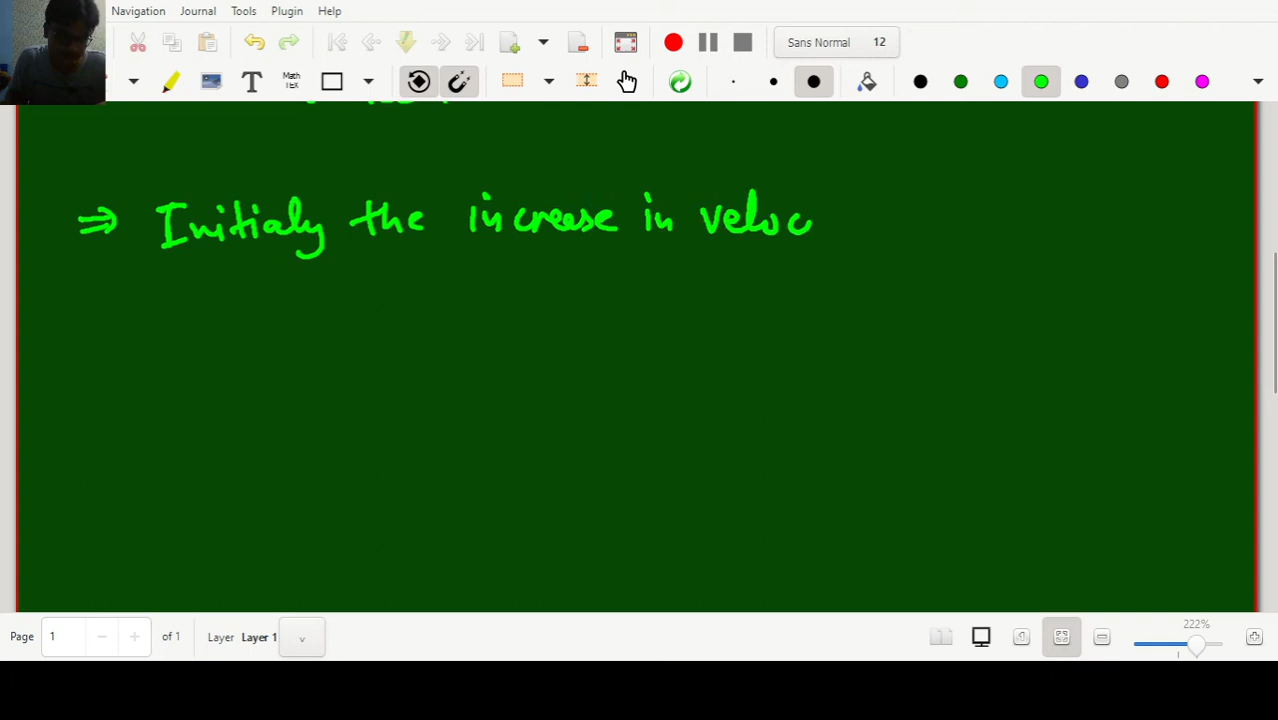 Navigation Journal Tools Plugin Help
Sans Normal 12
Math
TEX
⇒ Initialy the increese in veloc
Page 1 of 1 Layer Layer 1 222%